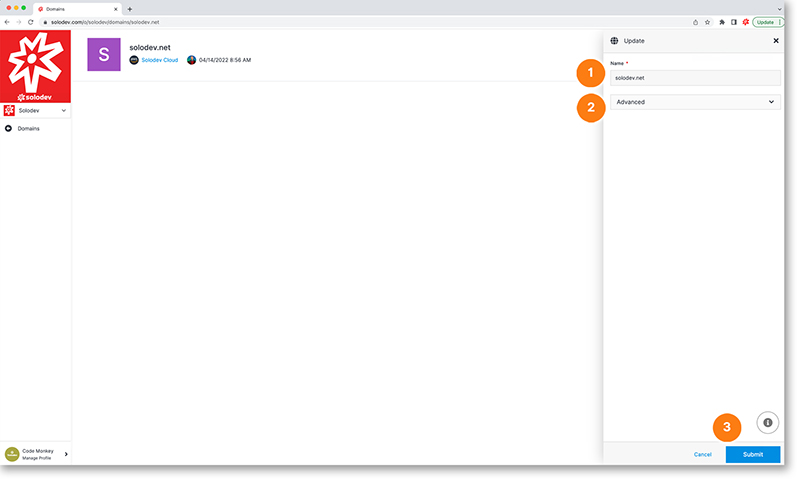 Domains
solodev.com/o/solodev/domains/solodev.net
Update
solodev
Solodev
Domains
S
solodev.net
Solodev Cloud
04/14/2022 8:56 AM
Update
1
Name *
solodev.net
2
Advanced
3
Cancel
Submit
Code Monkey
Manage Profile